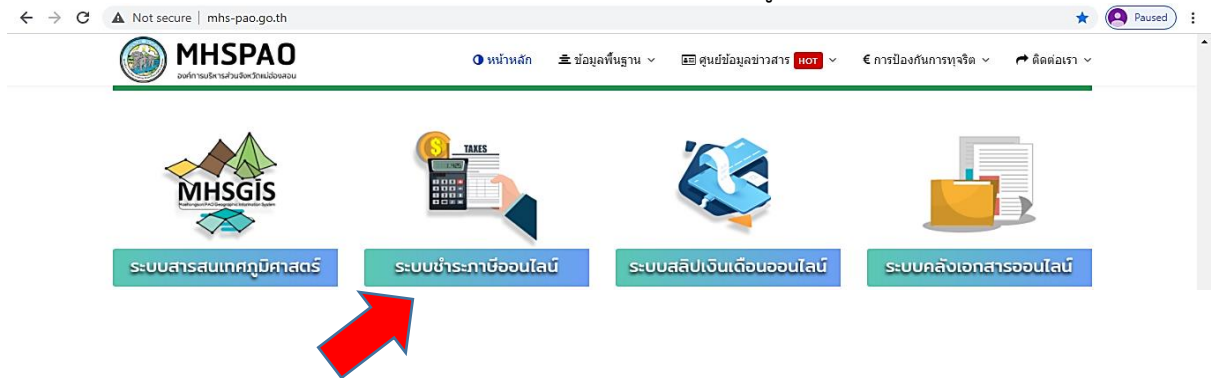 Not secure | mhs-pao.go.th
Paused
MHSPAO
องค์การบริหารส่วนจังหวัดแม่ฮ่องสอน
หน้าหลัก
ข้อมูลพื้นฐาน
ศูนย์ข้อมูลข่าวสาร HOT
การป้องกันการทุจริต
ติดต่อเรา
MHSGIS
TAXES
ระบบสารสนเทศภูมิศาสตร์
ระบบชำระภาษีออนไลน์
ระบบสลิปเงินเดือนออนไลน์
ระบบคลังเอกสารออนไลน์